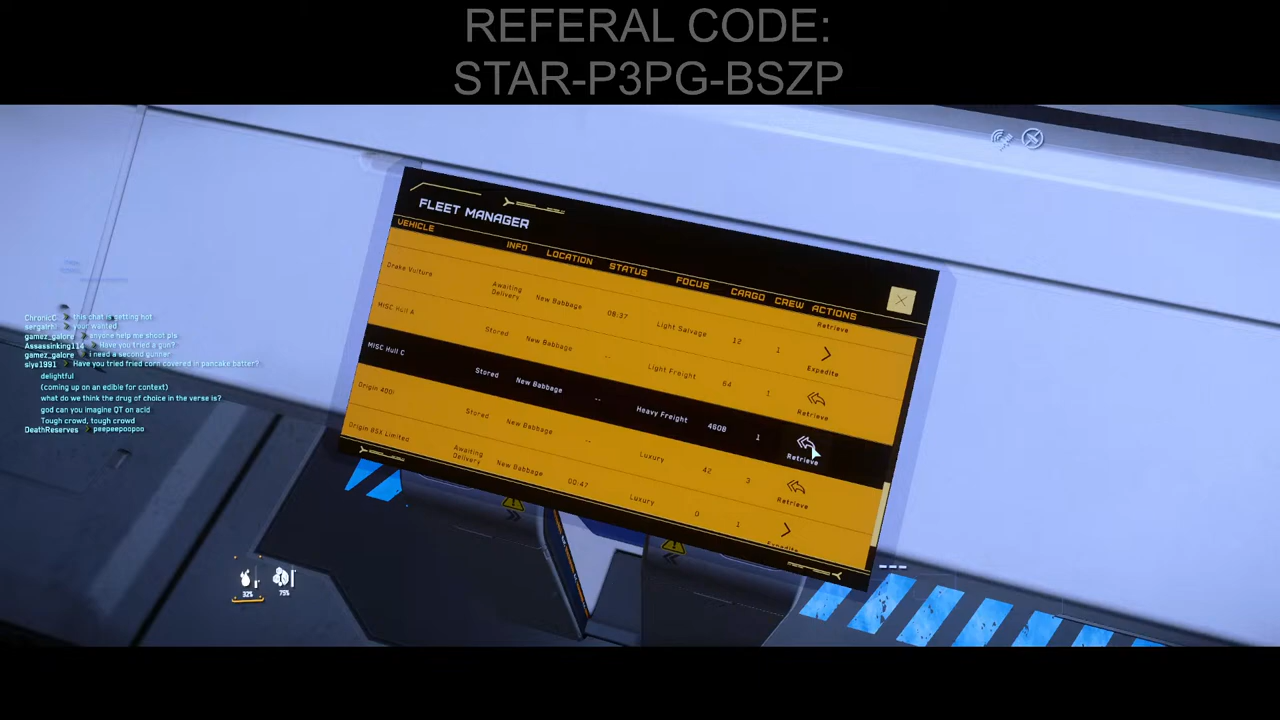 REFERAL CODE:
STAR-P3PG-BSZP
FLEET MANAGER
VEHICLE INFO LOCATION STATUS FOCUS CARGO CREW ACTIONS
Retrieve
Drake Vulture Awaiting Delivery New Babbage 08:37 Light Salvage 12 1 Expedite
MISC Hull A Stored New Babbage -- Light Freight 64 1 Retrieve
MISC Hull C Stored New Babbage -- Heavy Freight 4608 1 Retrieve
Origin 400i Stored New Babbage -- Luxury 42 3 Retrieve
Origin 85X Limited Awaiting Delivery New Babbage 00:47 Luxury 0 1 Expedite
ChronicC this chat is getting hot
sergalrh: your wanted
gamez_galore anyone help me shoot pls
Assassinking114 Have you tried a gun?
gamez_galore i need a second gunner
slye1991 Have you tried fried corn covered in pancake batter?
delightful
(coming up on an edible for context)
what do we think the drug of choice in the verse is?
god can you imagine QT on acid
Tough crowd, tough crowd
DeathReserves peepeepoopoo
32%
75%